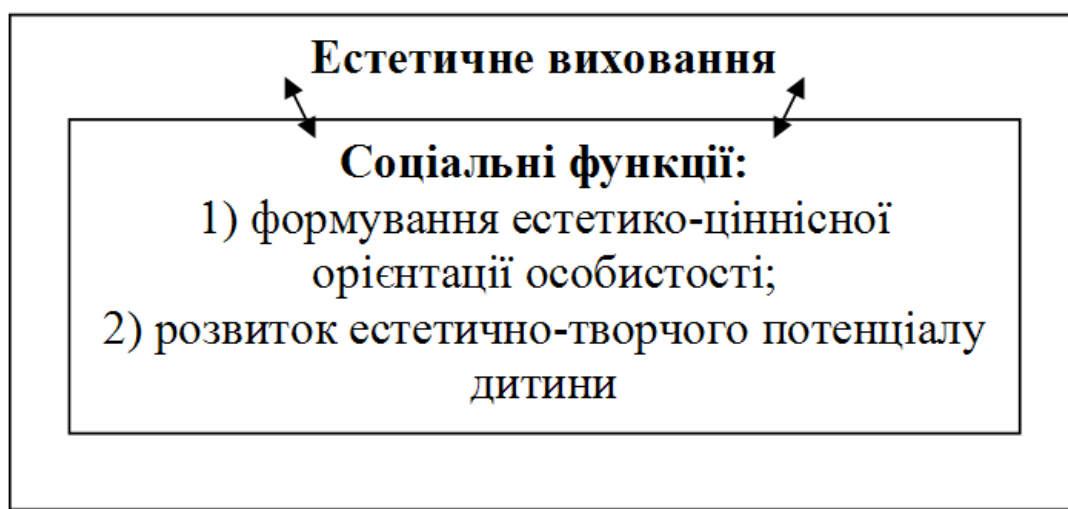 Естетичне виховання
Соціальні функції:
1) формування естетико-ціннісної
орієнтації особистості;
2) розвиток естетично-творчого потенціалу
дитини